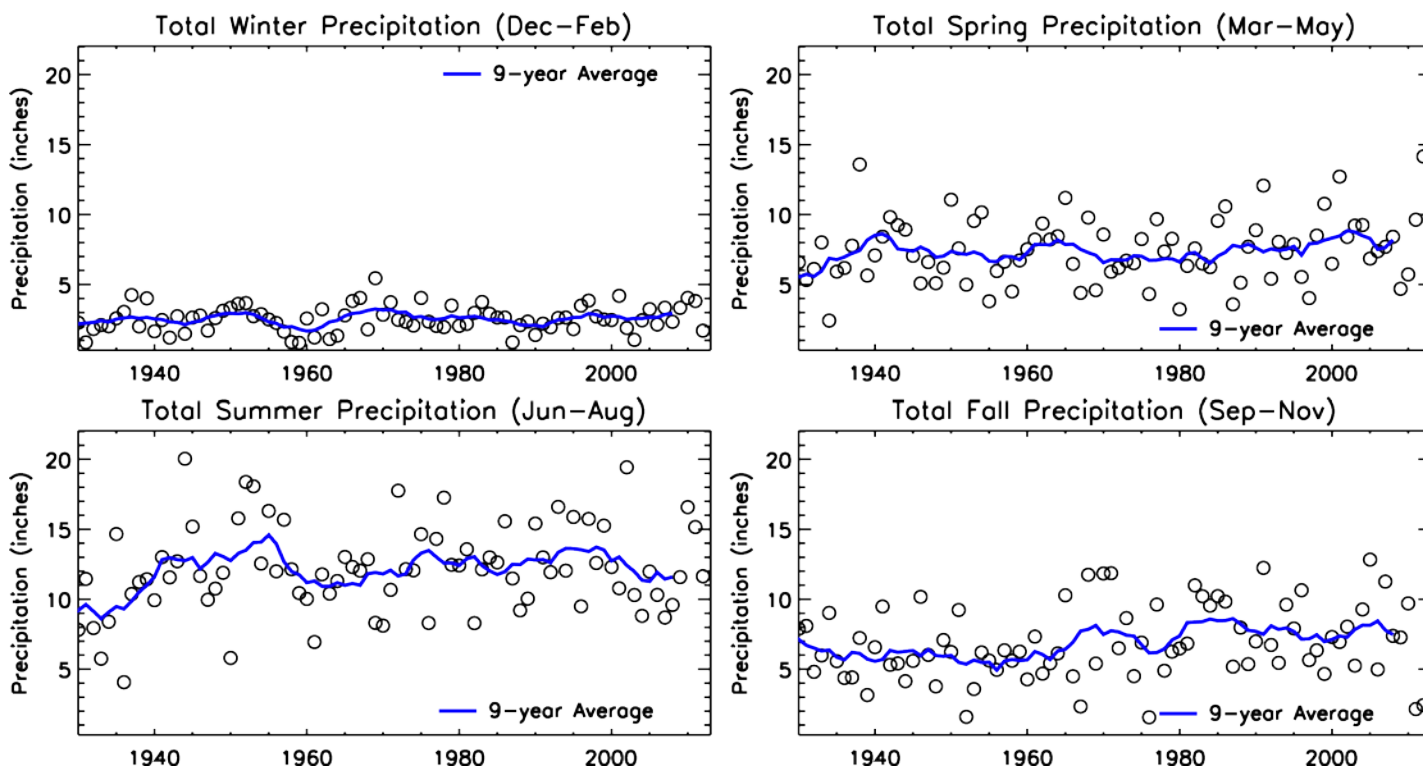 Total Winter Precipitation (Dec-Feb)
Precipitation (inches)
20
15
10
5
9-year Average
1940 1960 1980 2000
Total Spring Precipitation (Mar-May)
Precipitation (inches)
20
15
10
5
9-year Average
1940 1960 1980 2000
Total Summer Precipitation (Jun-Aug)
Precipitation (inches)
20
15
10
5
9-year Average
1940 1960 1980 2000
Total Fall Precipitation (Sep-Nov)
Precipitation (inches)
20
15
10
5
9-year Average
1940 1960 1980 2000